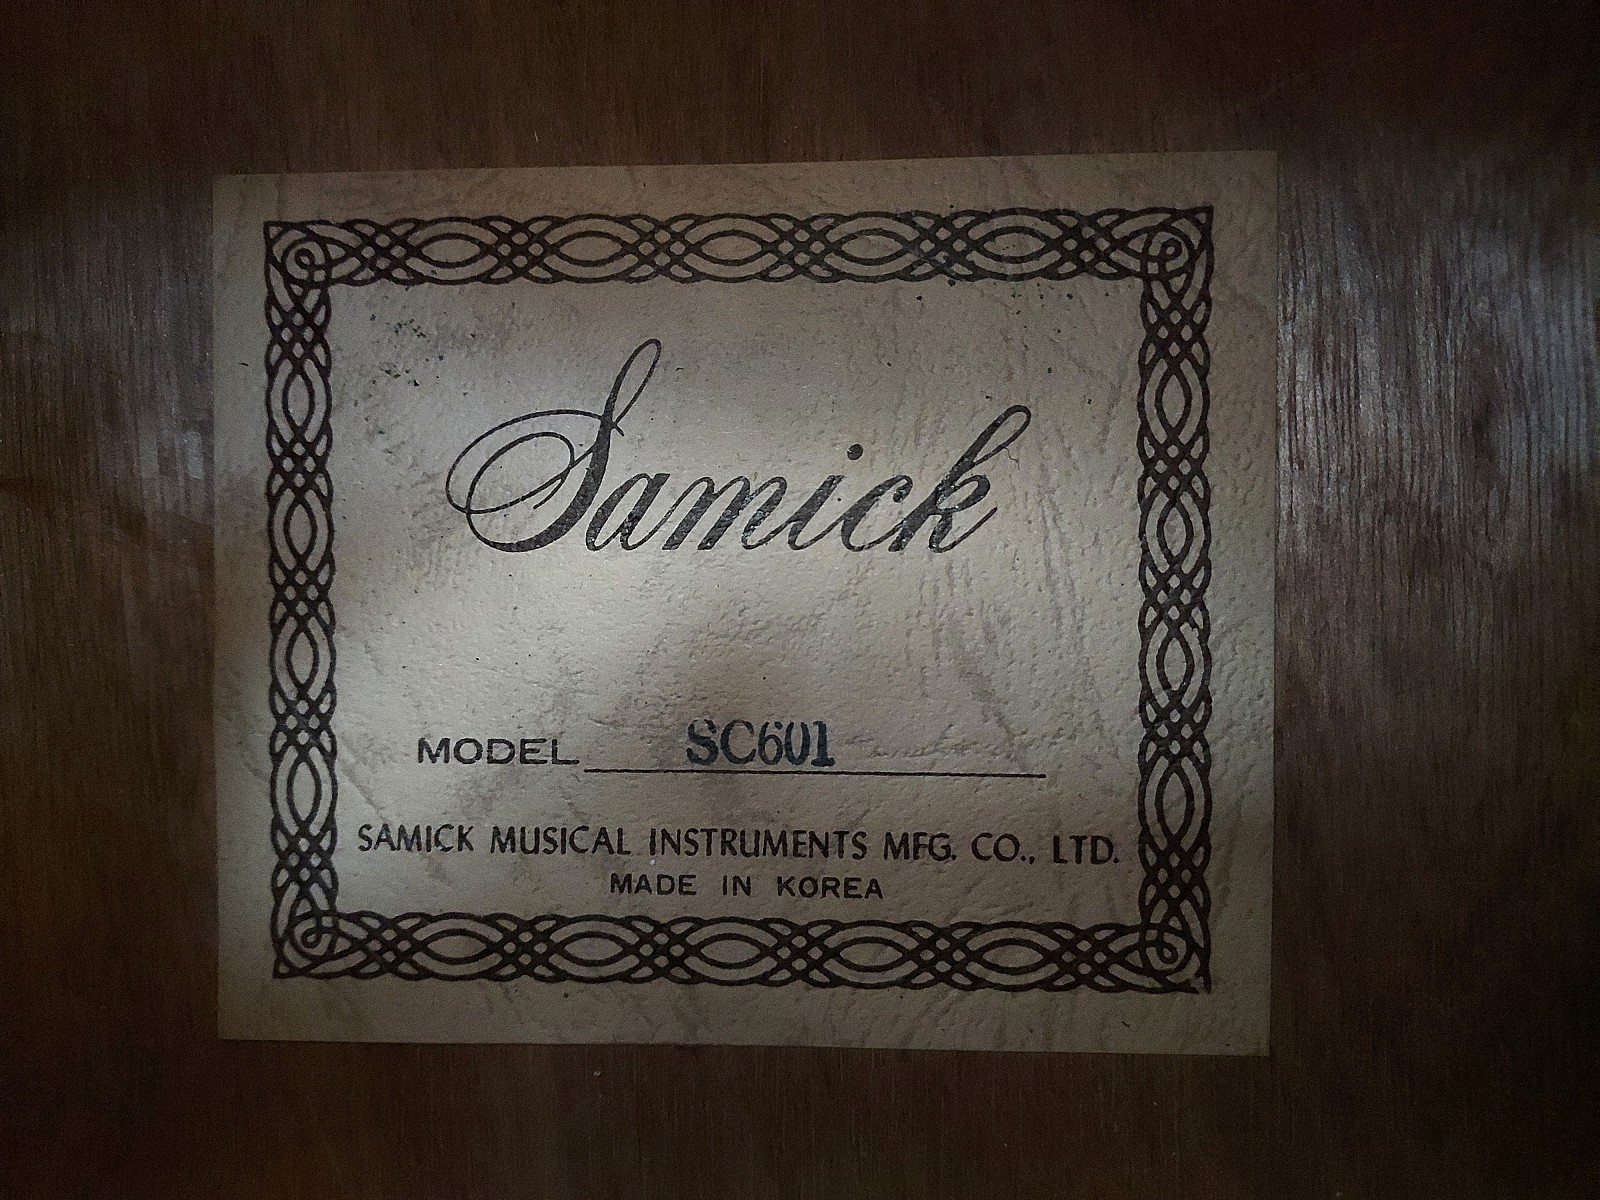 Samick
MODEL SC601
SAMICK MUSICAL INSTRUMENTS MFG. CO., LTD.
MADE IN KOREA